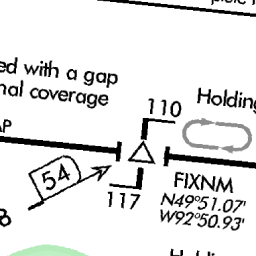 ed with a gap
nal coverage
110
Holding
54
117
FIXNM
N49°51.07'
W92°50.93'